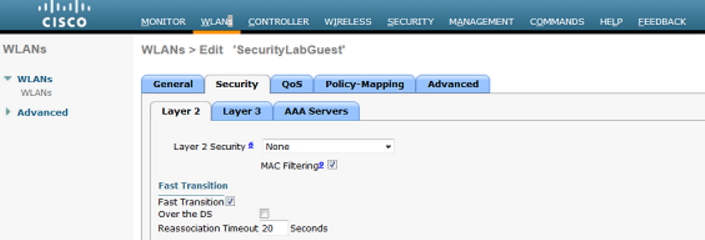 CISCO
MONITOR WLANs CONTROLLER WIRELESS SECURITY MANAGEMENT COMMANDS HELP FEEDBACK
WLANs
WLANs > Edit 'SecurityLabGuest'
WLANs
WLANs
Advanced
General Security QoS Policy-Mapping Advanced
Layer 2 Layer 3 AAA Servers
Layer 2 Security 6 None
MAC Filtering9
Fast Transition
Fast Transition
Over the DS
Reassociation Timeout 20 Seconds